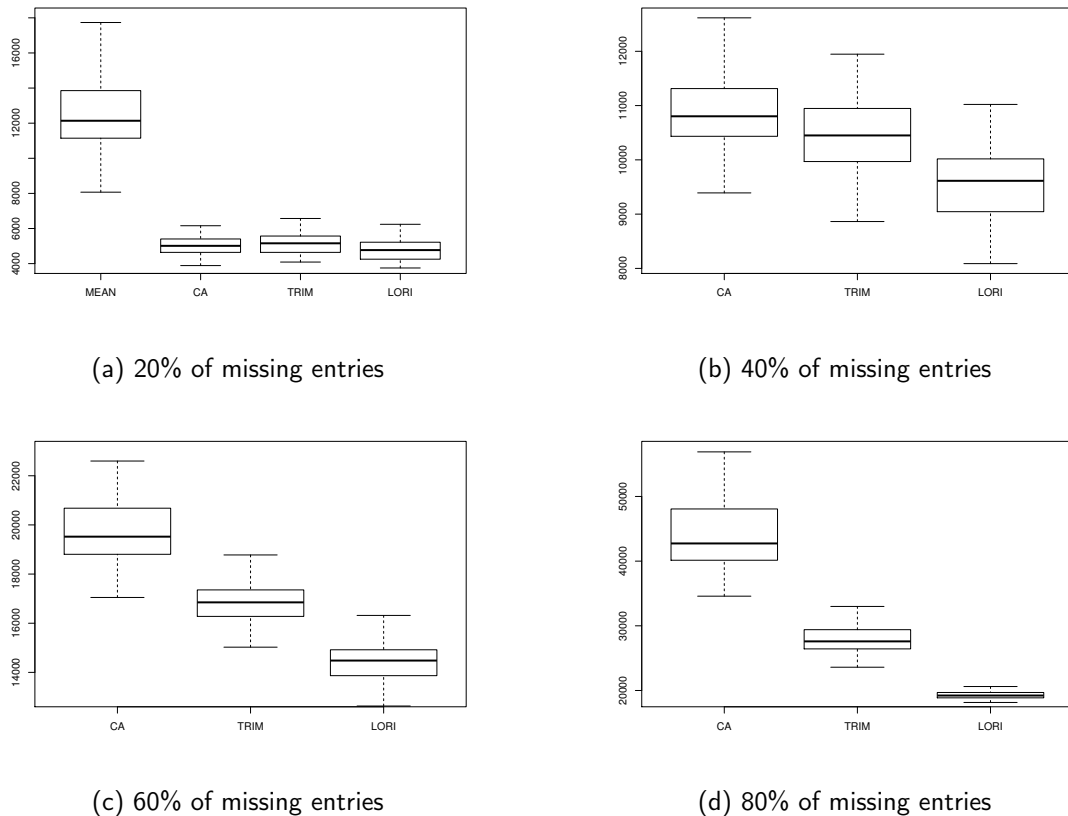 16000
12000
8000
6000
4000
MEAN CA TRIM LORI
(a) 20% of missing entries
12000
11000
10000
9000
8000
CA TRIM LORI
(b) 40% of missing entries
22000
20000
18000
16000
14000
CA TRIM LORI
(c) 60% of missing entries
50000
40000
30000
20000
CA TRIM LORI
(d) 80% of missing entries